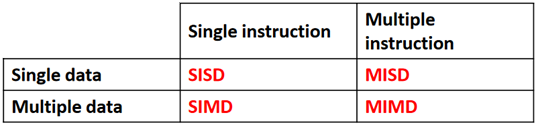 Single instruction
Multiple
instruction
Single data
SISD
MISD
Multiple data
SIMD
MIMD